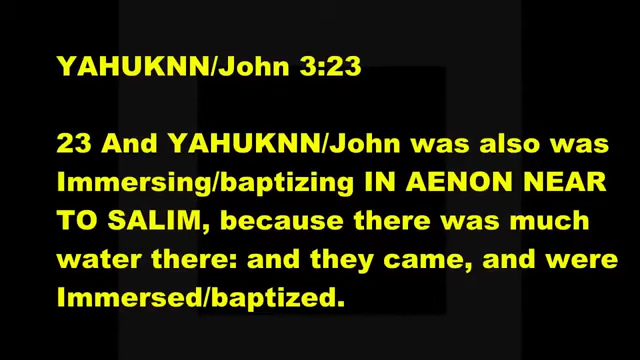 YAHUKNN/John 3:23
23 And YAHUKNN/John was also was
Immersing/baptizing IN AENON NEAR
TO SALIM, because there was much
water there: and they came, and were
Immersed/baptized.